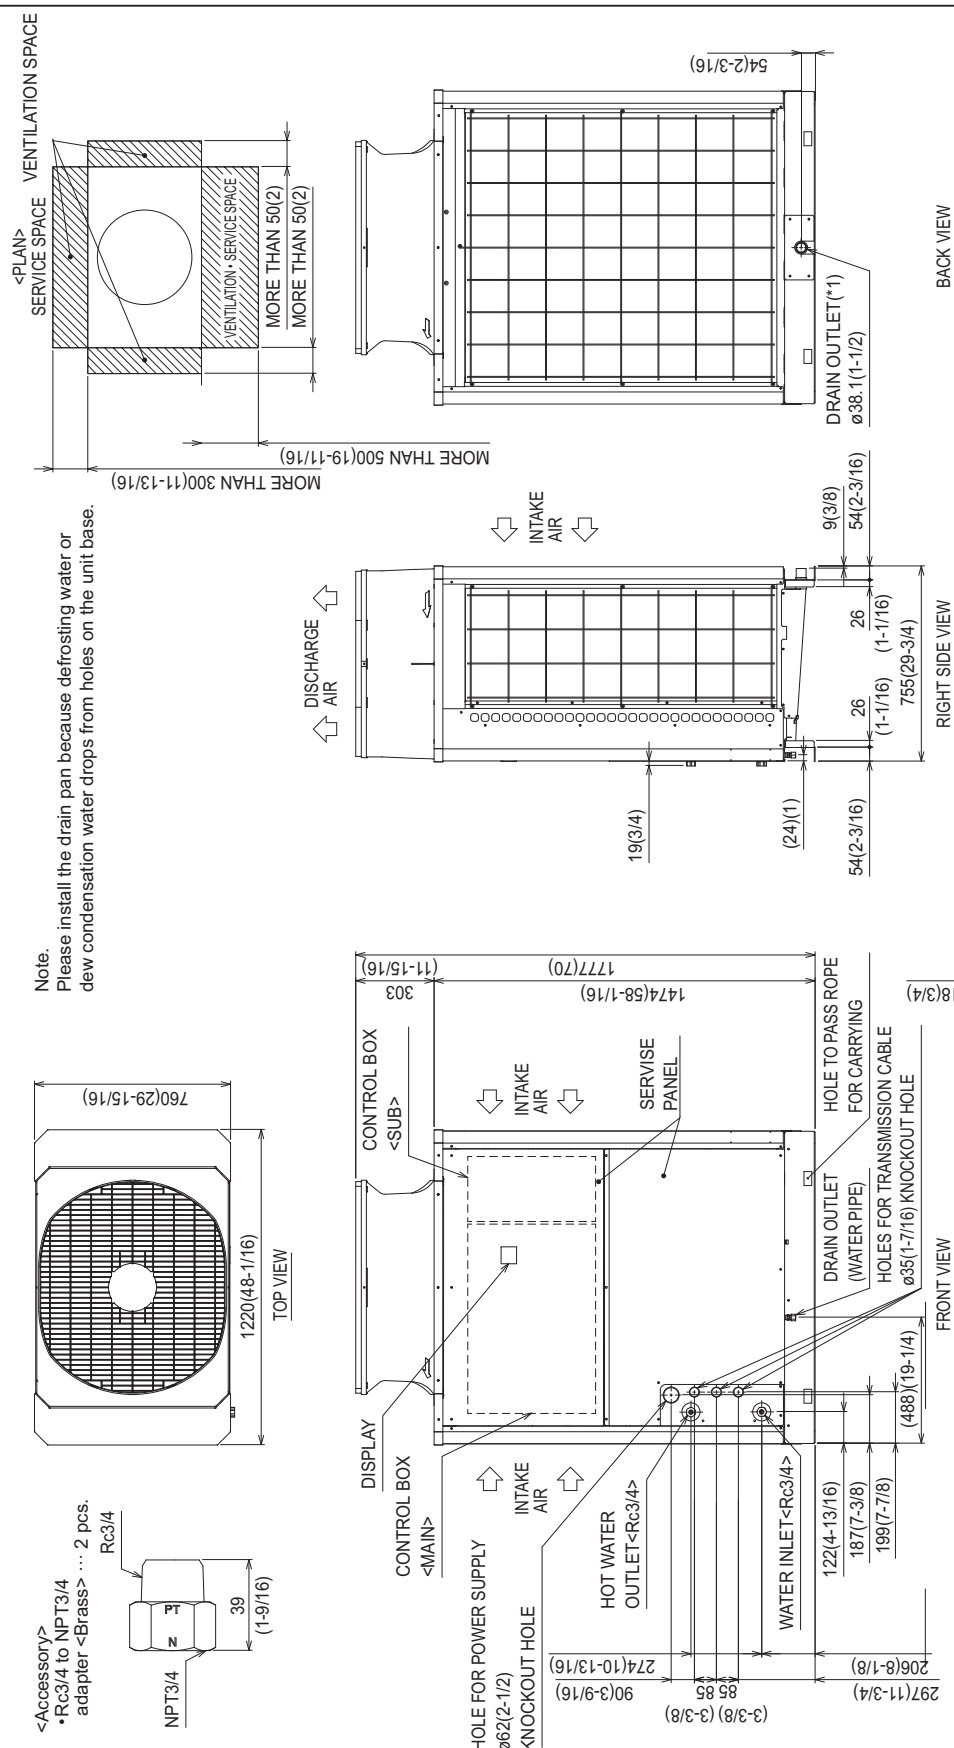 <Accessory>
• Rc3/4 to NPT3/4
adapter <Brass> ··· 2 pcs.
Rc3/4
PT
N
NPT3/4
39
(1-9/16)
760(29-15/16)
1220(48-1/16)
TOP VIEW
Note.
Please install the drain pan because defrosting water or
dew condensation water drops from holes on the unit base.
<PLAN>
SERVICE SPACE
VENTILATION SPACE
VENTILATION • SERVICE SPACE
MORE THAN 50(2)
MORE THAN 50(2)
MORE THAN 300(11-13/16)
MORE THAN 500(19-11/16)
DISPLAY
CONTROL BOX
<MAIN>
CONTROL BOX
<SUB>
INTAKE
AIR
INTAKE
AIR
SERVISE
PANEL
303
(11-15/16)
1474(58-1/16)
1777(70)
HOLE FOR POWER SUPPLY
ø62(2-1/2)
KNOCKOUT HOLE
HOT WATER
OUTLET<Rc3/4>
WATER INLET<Rc3/4>
DRAIN OUTLET
(WATER PIPE)
HOLE TO PASS ROPE
FOR CARRYING
HOLES FOR TRANSMISSION CABLE
ø35(1-7/16) KNOCKOUT HOLE
90(3-9/16)
274(10-13/16)
85
(3-3/8)
85
(3-3/8)
206(8-1/8)
297(11-3/4)
122(4-13/16)
187(7-3/8)
199(7-7/8)
(488)(19-1/4)
18(3/4)
FRONT VIEW
DISCHARGE
AIR
INTAKE
AIR
19(3/4)
(24)(1)
54(2-3/16)
26
(1-1/16)
26
(1-1/16)
755(29-3/4)
9(3/8)
54(2-3/16)
RIGHT SIDE VIEW
54(2-3/16)
DRAIN OUTLET(*1)
ø38.1(1-1/2)
BACK VIEW